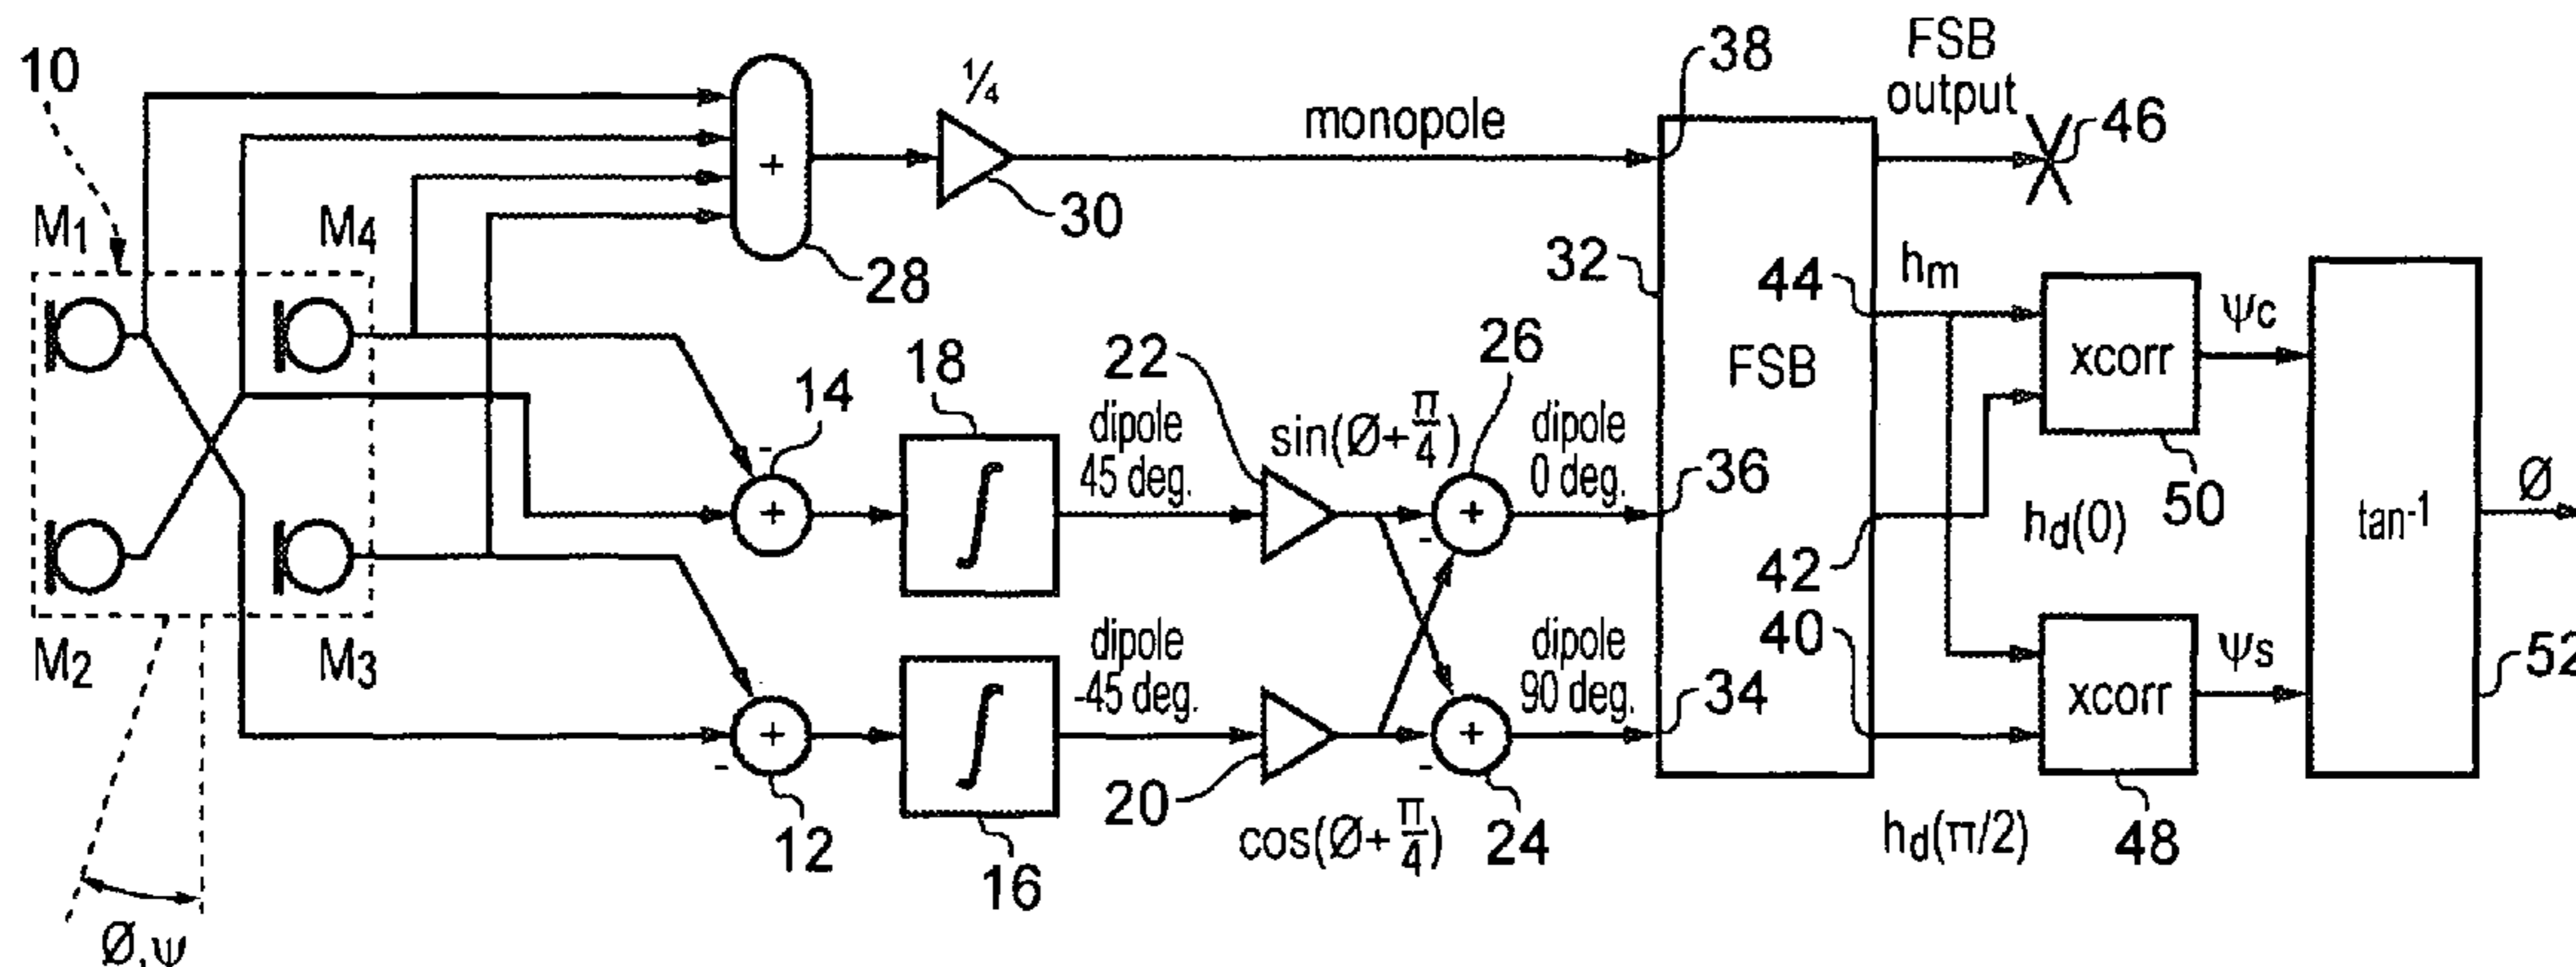 10
M1
M4
M2
M3
Ø,ψ
+
28
¼
30
monopole
-
14
+
18
∫
dipole
45 deg.
22
sin(Ø+π/4)
26
+
-
dipole
0 deg.
-
12
+
16
∫
dipole
-45 deg.
20
cos(Ø+π/4)
24
+
-
dipole
90 deg.
38
36
34
32
FSB
44
42
40
FSB
output
46
hm
hd(0)
hd(π/2)
xcorr
50
xcorr
48
ψc
ψs
tan-1
52
Ø